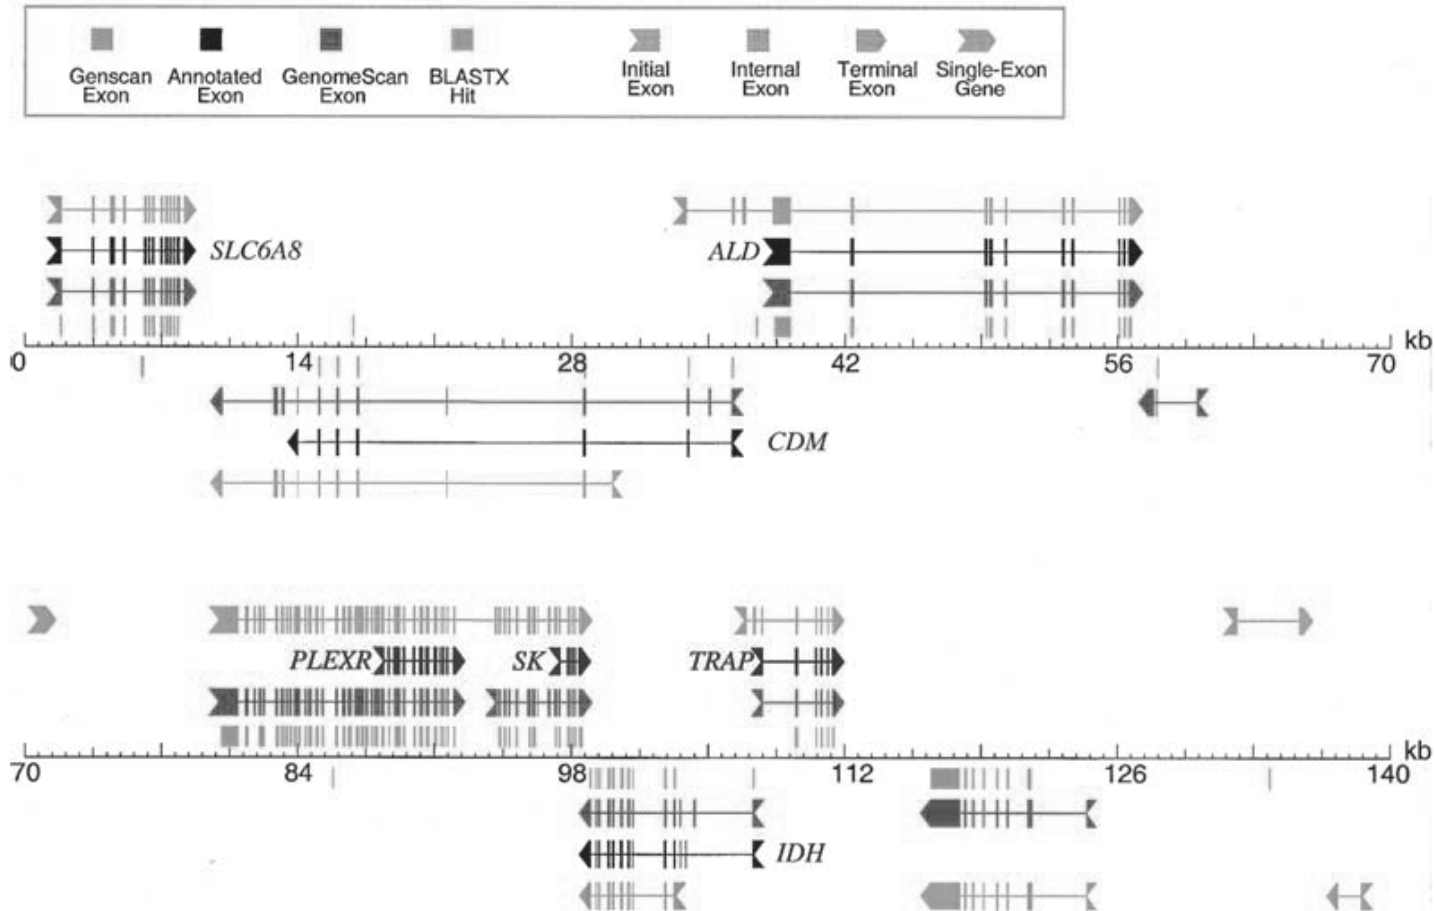 Genscan Exon
Annotated Exon
GenomeScan Exon
BLASTX Hit
Initial Exon
Internal Exon
Terminal Exon
Single-Exon Gene
SLC6A8
ALD
0 14 28 42 56 70 kb
CDM
PLEXR SK TRAP
70 84 98 112 126 140 kb
IDH